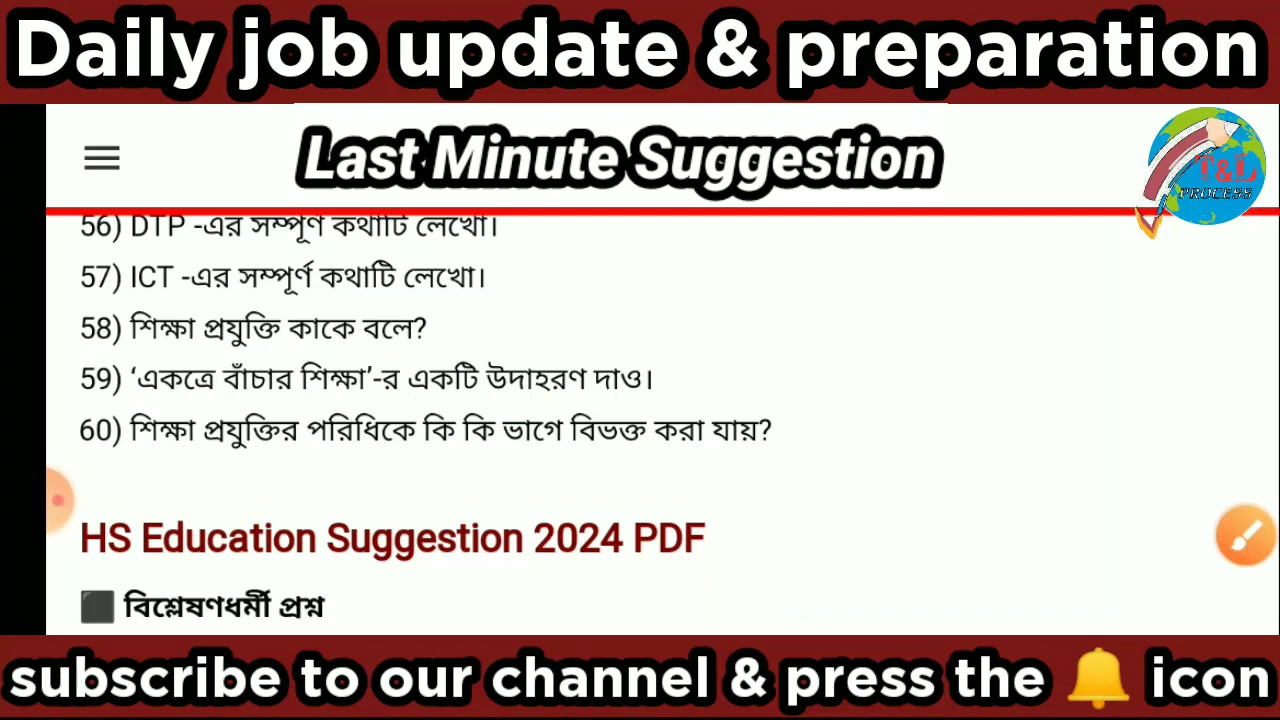 Daily job update & preparation
Last Minute Suggestion
T&L
PROCESS
56) DTP -এর সম্পূর্ণ কথাটি লেখো।
57) ICT -এর সম্পূর্ণ কথাটি লেখো।
58) শিক্ষা প্রযুক্তি কাকে বলে?
59) ‘একত্রে বাঁচার শিক্ষা’-র একটি উদাহরণ দাও।
60) শিক্ষা প্রযুক্তির পরিধিকে কি কি ভাগে বিভক্ত করা যায়?
HS Education Suggestion 2024 PDF
⬛ বিশ্লেষণধর্মী প্রশ্ন
subscribe to our channel & press the 🔔 icon